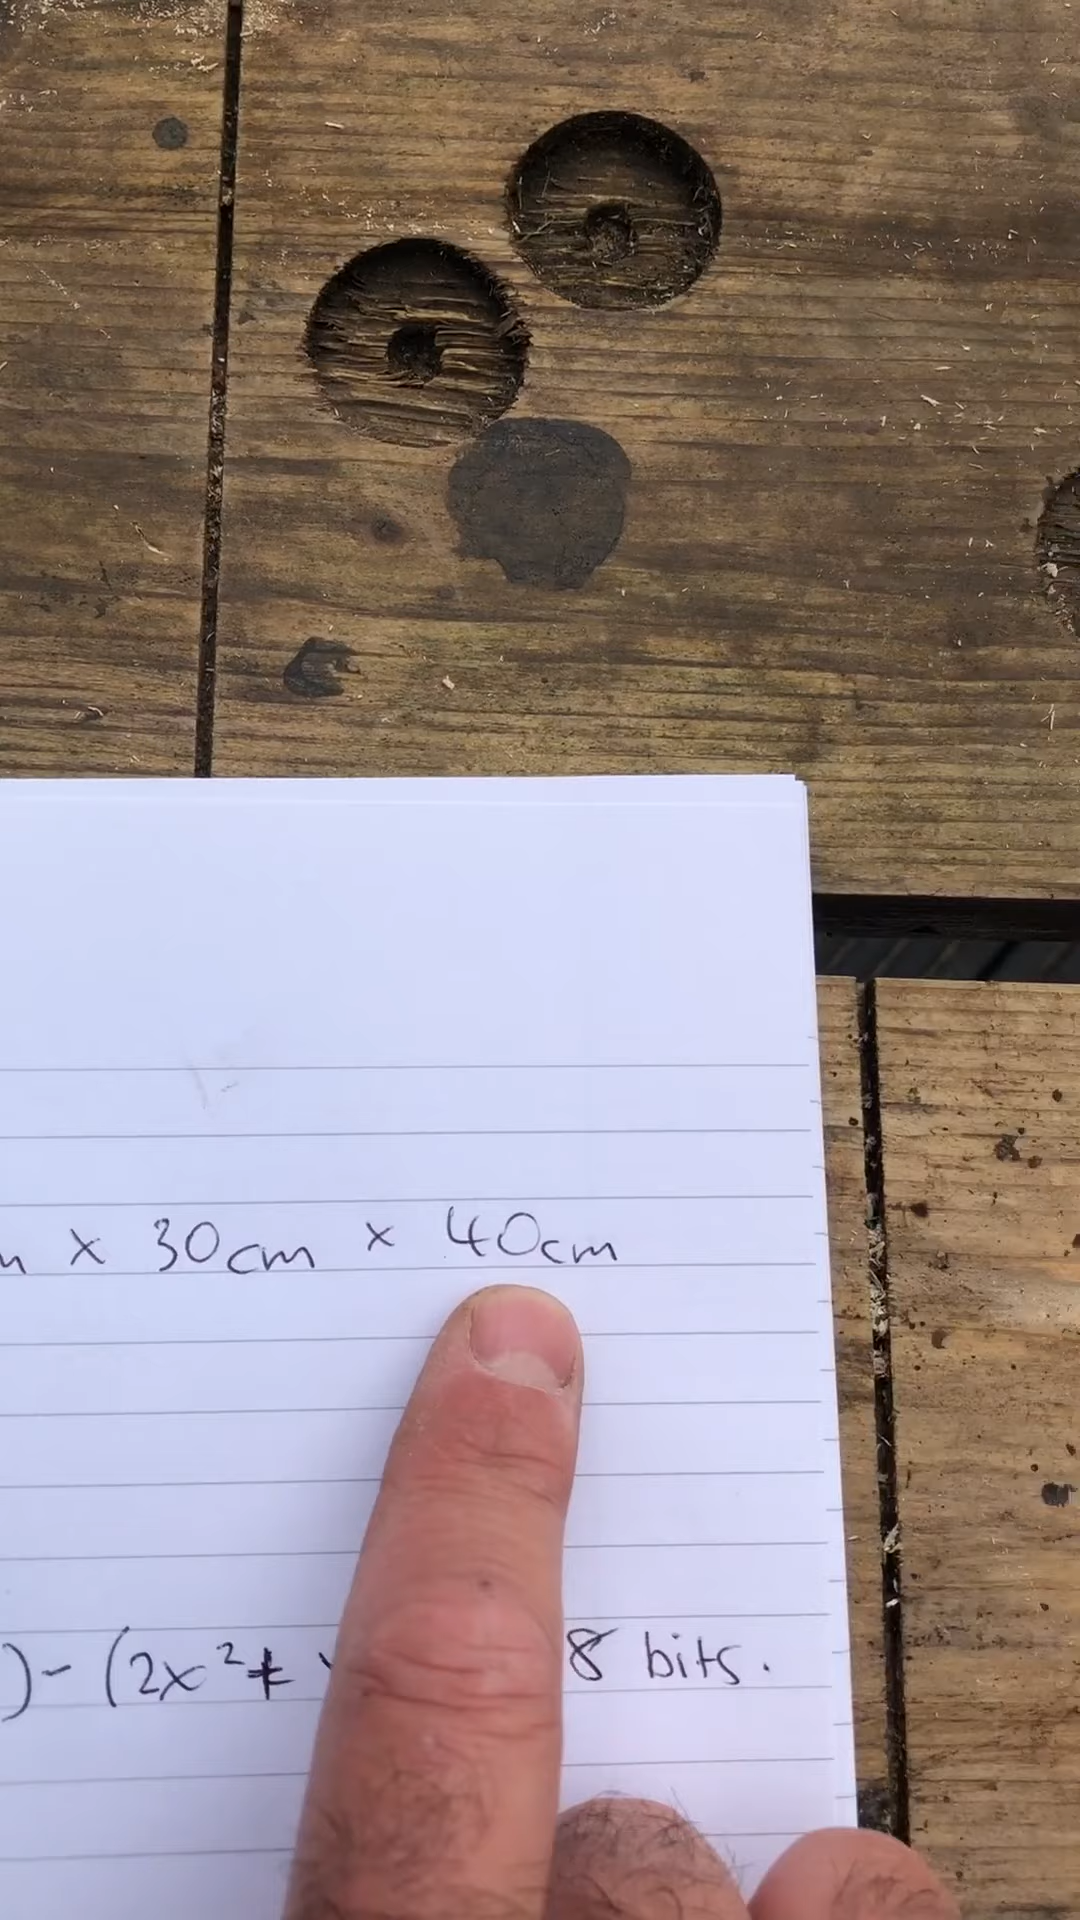 m x 30cm x 40cm
)- (2x²+ 8 bits.